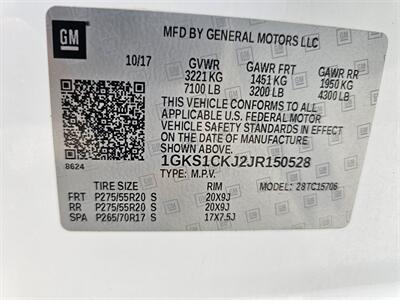 GM
MFD BY GENERAL MOTORS LLC
10/17 GVWR GAWR FRT GAWR RR
3221 KG 1451 KG 1950 KG
7100 LB 3200 LB 4300 LB
THIS VEHICLE CONFORMS TO ALL
APPLICABLE U.S. FEDERAL MOTOR
VEHICLE SAFETY STANDARDS IN EFFECT
ON THE DATE OF MANUFACTURE
SHOWN ABOVE.
8624 1GKS1CKJ2JR150528
TYPE: M.P.V.
TIRE SIZE RIM MODEL: 28TC15706
FRT P275/55R20 S 20X9J
RR P275/55R20 S 20X9J
SPA P265/70R17 S 17X7.5J